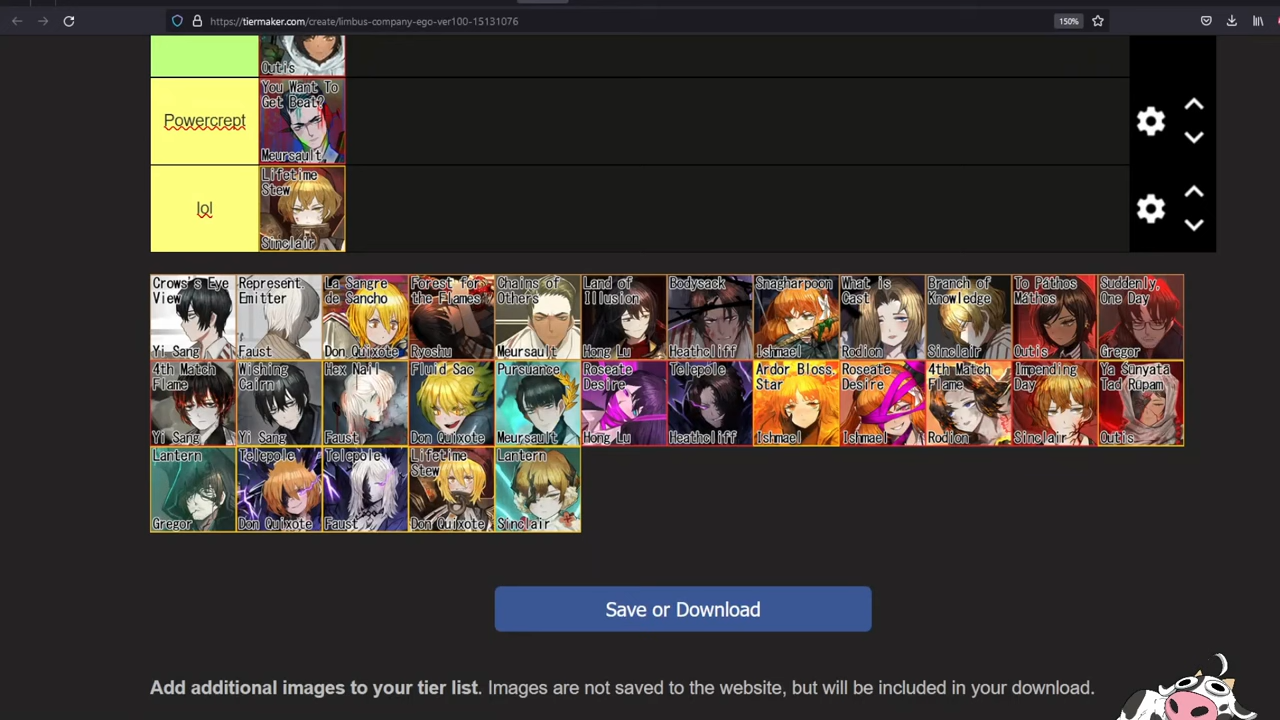 https://tiermaker.com/create/limbus-company-ego-ver100-15131076
150%
Outis
Powercrept
You Want To
Get Beat?
Meursault
lol
Lifetime
Stew
Sinclair
Crow's Eye
View
Yi Sang
Represent.
Emitter
Faust
La Sangre
de Sancho
Don Quixote
Forest for
the Flames
Ryoshu
Chains of
Others
Meursault
Land of
Illusion
Hong Lu
Bodysack
Heathcliff
Snagharpoon
Ishmael
What is
Cast
Rodion
Branch of
Knowledge
Sinclair
To Páthos
Máthos
Outis
Suddenly,
One Day
Gregor
4th Match
Flame
Yi Sang
Wishing
Cairn
Yi Sang
Hex Nail
Faust
Fluid Sac
Don Quixote
Pursuance
Meursault
Roseate
Desire
Hong Lu
Telepole
Heathcliff
Ardor Bloss.
Star
Ishmael
Roseate
Desire
Ishmael
4th Match
Flame
Rodion
Impending
Day
Sinclair
Ya Śūnyatā
Tad Rūpam
Outis
Lantern
Gregor
Telepole
Don Quixote
Telepole
Faust
Lifetime
Stew
Don Quixote
Lantern
Sinclair
Save or Download
Add additional images to your tier list. Images are not saved to the website, but will be included in your download.